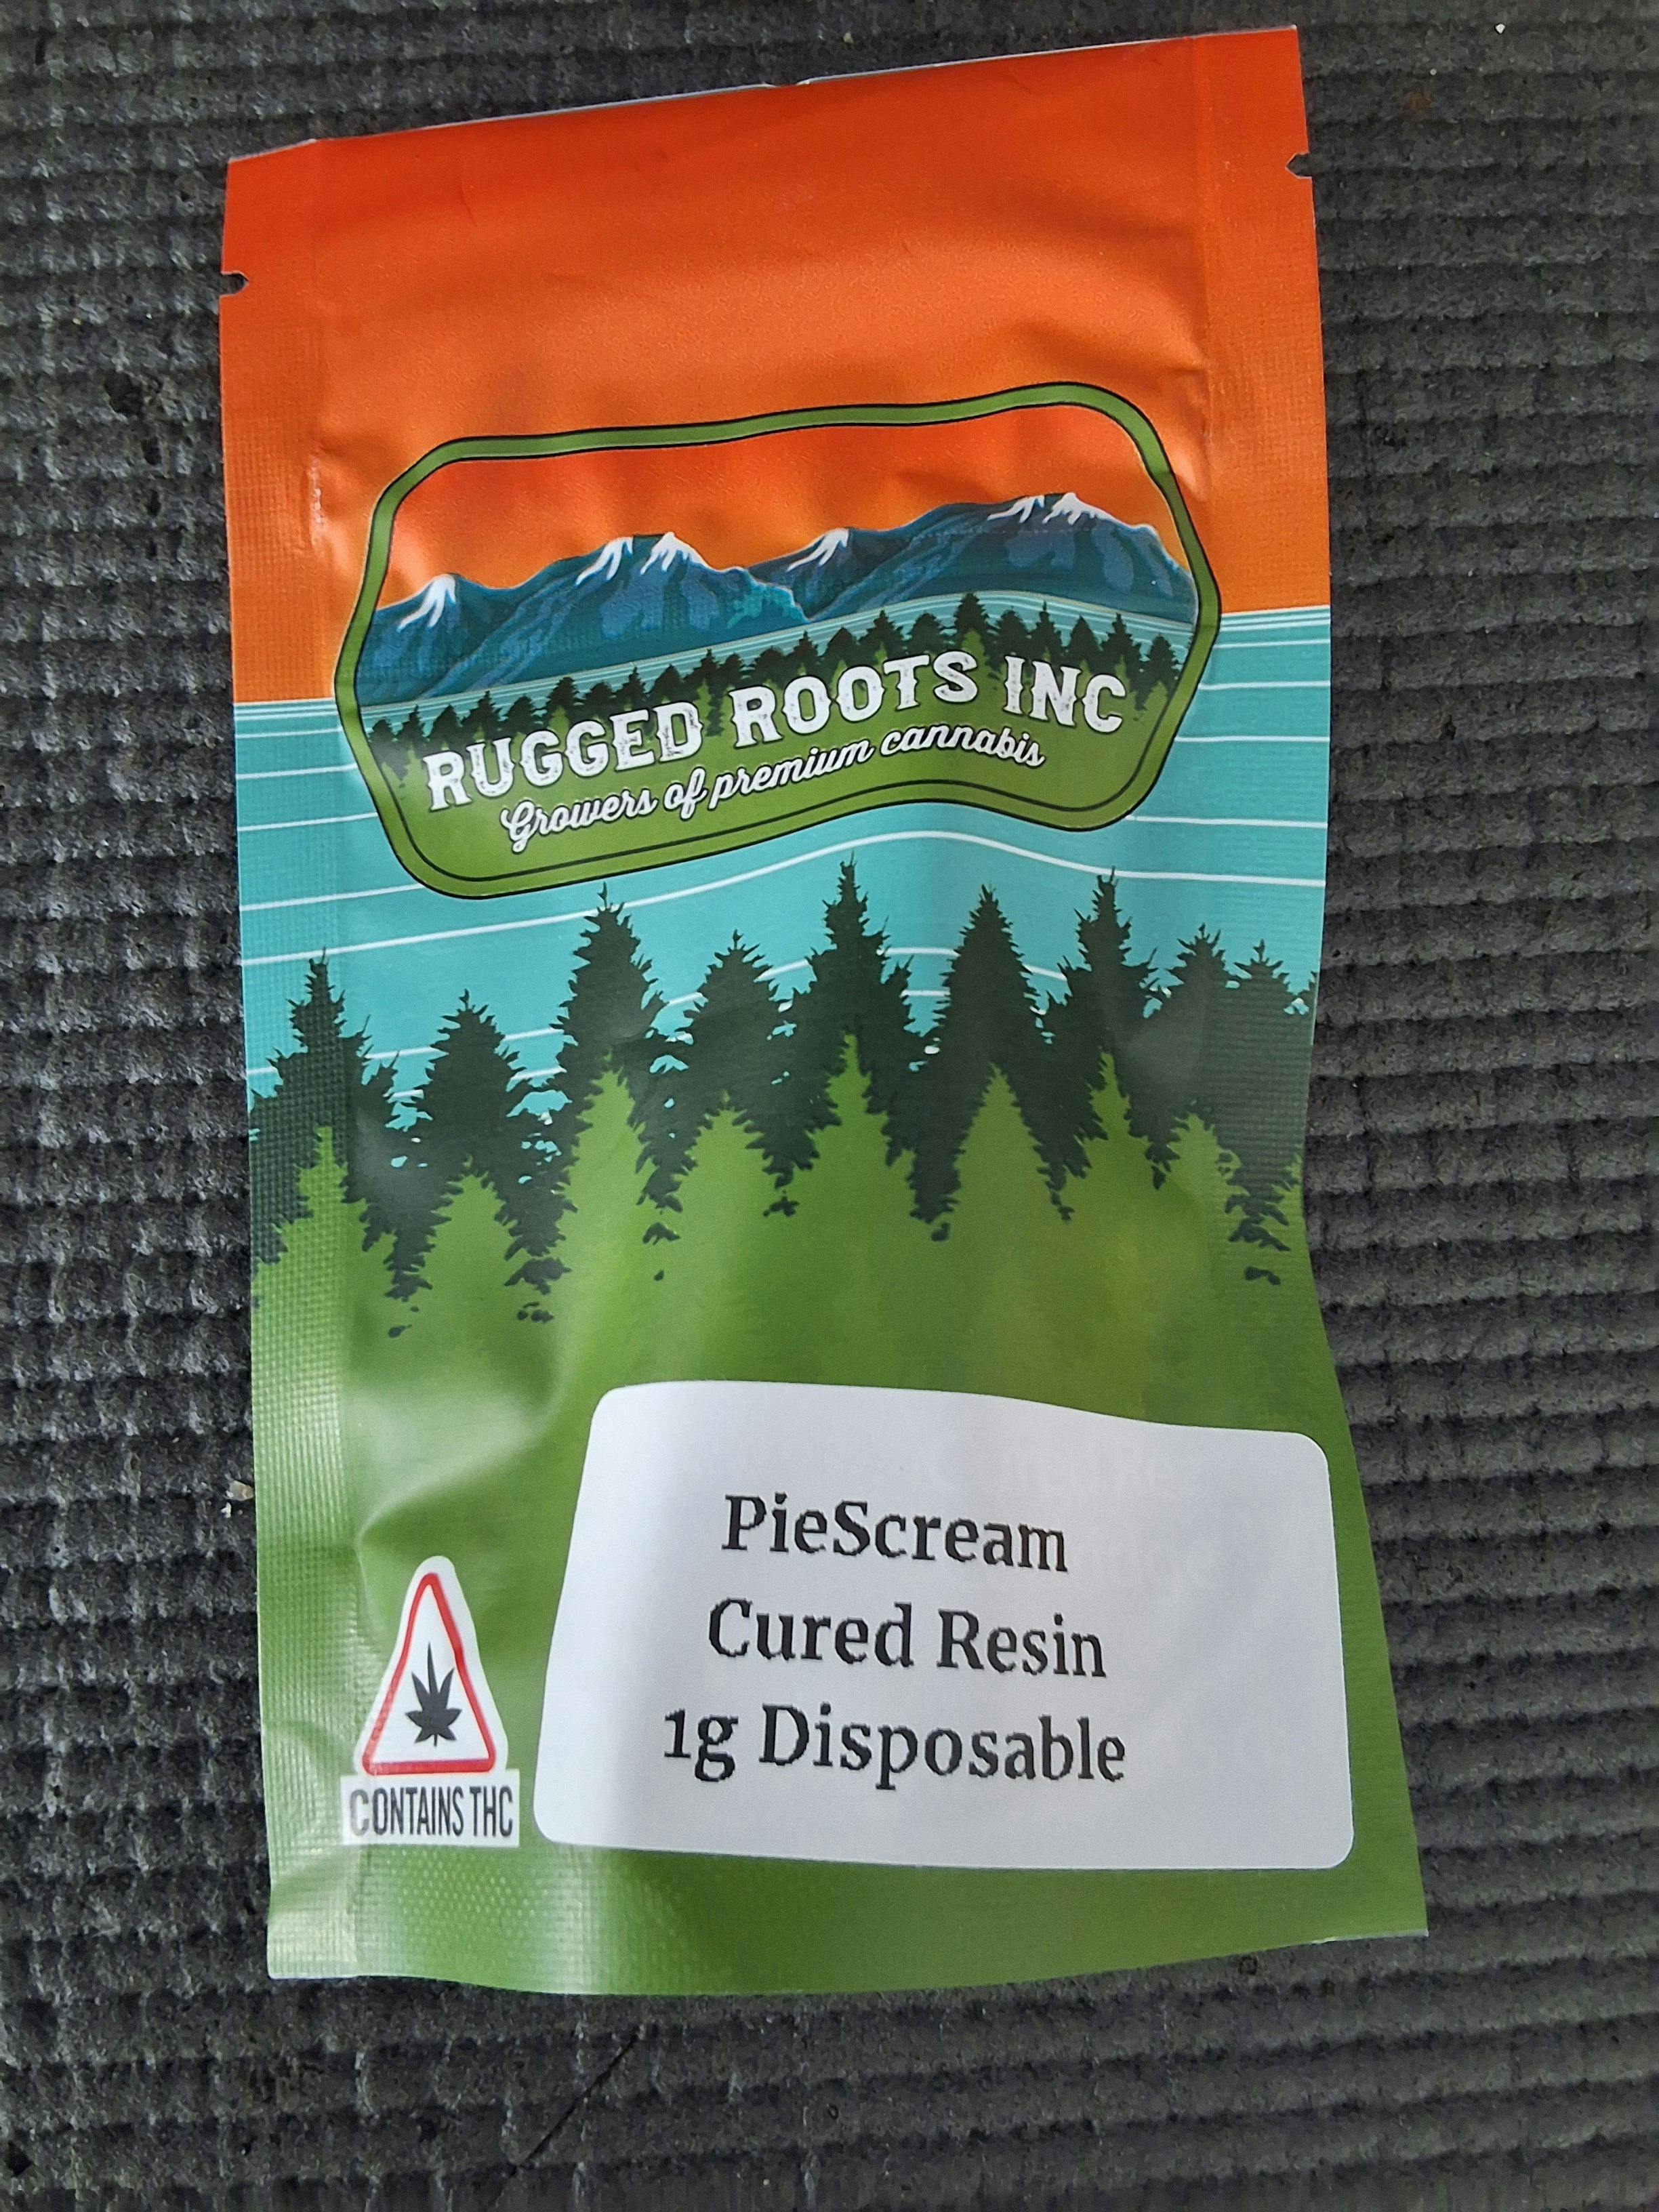 RUGGED ROOTS INC
Growers of premium cannabis
PieScream
Cured Resin
1g Disposable
CONTAINS THC